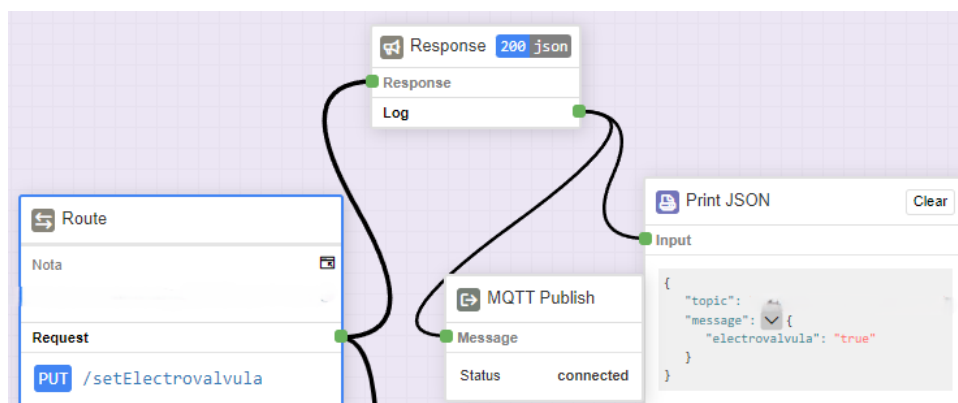 Response 200 json
Response
Log
Route
Nota
Request
PUT /setElectrovalvula
MQTT Publish
Message
Status connected
Print JSON Clear
Input
{
"topic":
"message": {
"electrovalvula": "true"
}
}